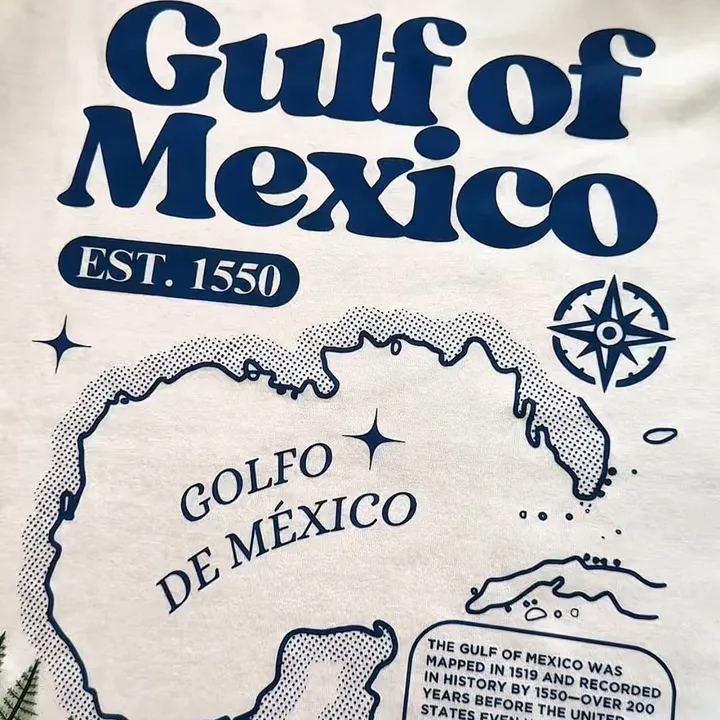 Gulf of
Mexico
EST. 1550
GOLFO
DE MÉXICO
THE GULF OF MEXICO WAS
MAPPED IN 1519 AND RECORDED
IN HISTORY BY 1550—OVER 200
YEARS BEFORE THE UNITED
STATES